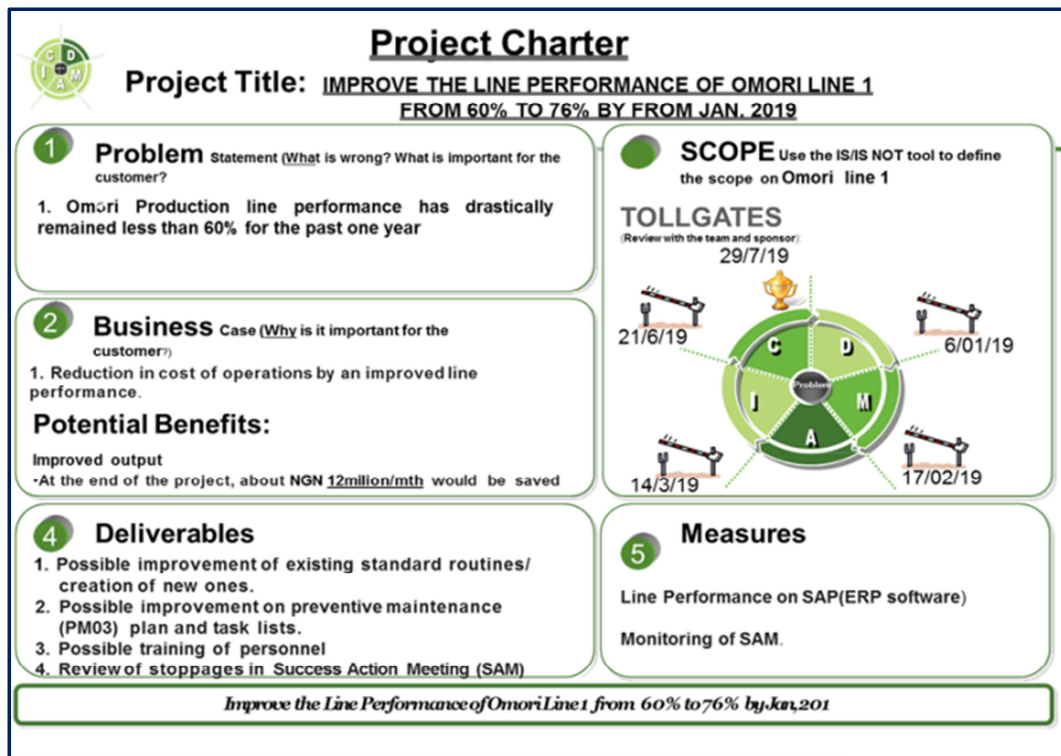 Project Charter
Project Title: IMPROVE THE LINE PERFORMANCE OF OMORI LINE 1
FROM 60% TO 76% BY FROM JAN. 2019
C
D
M
A
I
1
Problem Statement (What is wrong? What is important for the
customer?
1. Omori Production line performance has drastically
remained less than 60% for the past one year
2
Business Case (Why is it important for the
customer?)
1. Reduction in cost of operations by an improved line
performance.
Potential Benefits:
Improved output
-At the end of the project, about NGN 12milion/mth would be saved
SCOPE Use the IS/IS NOT tool to define
the scope on Omori line 1
TOLLGATES
(Review with the team and sponsor):
29/7/19
21/6/19
6/01/19
C
D
Problem
I
M
A
14/3/19
17/02/19
4
Deliverables
1. Possible improvement of existing standard routines/
creation of new ones.
2. Possible improvement on preventive maintenance
(PM03) plan and task lists.
3. Possible training of personnel
4. Review of stoppages in Success Action Meeting (SAM)
5
Measures
Line Performance on SAP(ERP software)
Monitoring of SAM.
Improve the Line Performance of Omori Line 1 from 60% to 76% by Jan,201